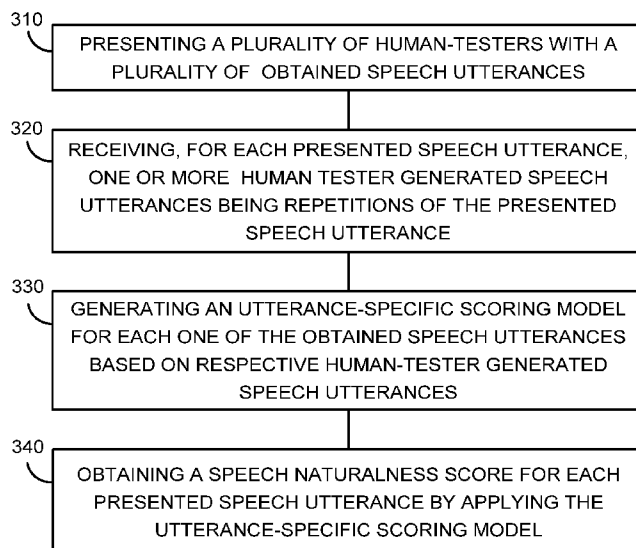 310
PRESENTING A PLURALITY OF HUMAN-TESTERS WITH A
PLURALITY OF OBTAINED SPEECH UTTERANCES
320
RECEIVING, FOR EACH PRESENTED SPEECH UTTERANCE,
ONE OR MORE HUMAN TESTER GENERATED SPEECH
UTTERANCES BEING REPETITIONS OF THE PRESENTED
SPEECH UTTERANCE
330
GENERATING AN UTTERANCE-SPECIFIC SCORING MODEL
FOR EACH ONE OF THE OBTAINED SPEECH UTTERANCES
BASED ON RESPECTIVE HUMAN-TESTER GENERATED
SPEECH UTTERANCES
340
OBTAINING A SPEECH NATURALNESS SCORE FOR EACH
PRESENTED SPEECH UTTERANCE BY APPLYING THE
UTTERANCE-SPECIFIC SCORING MODEL